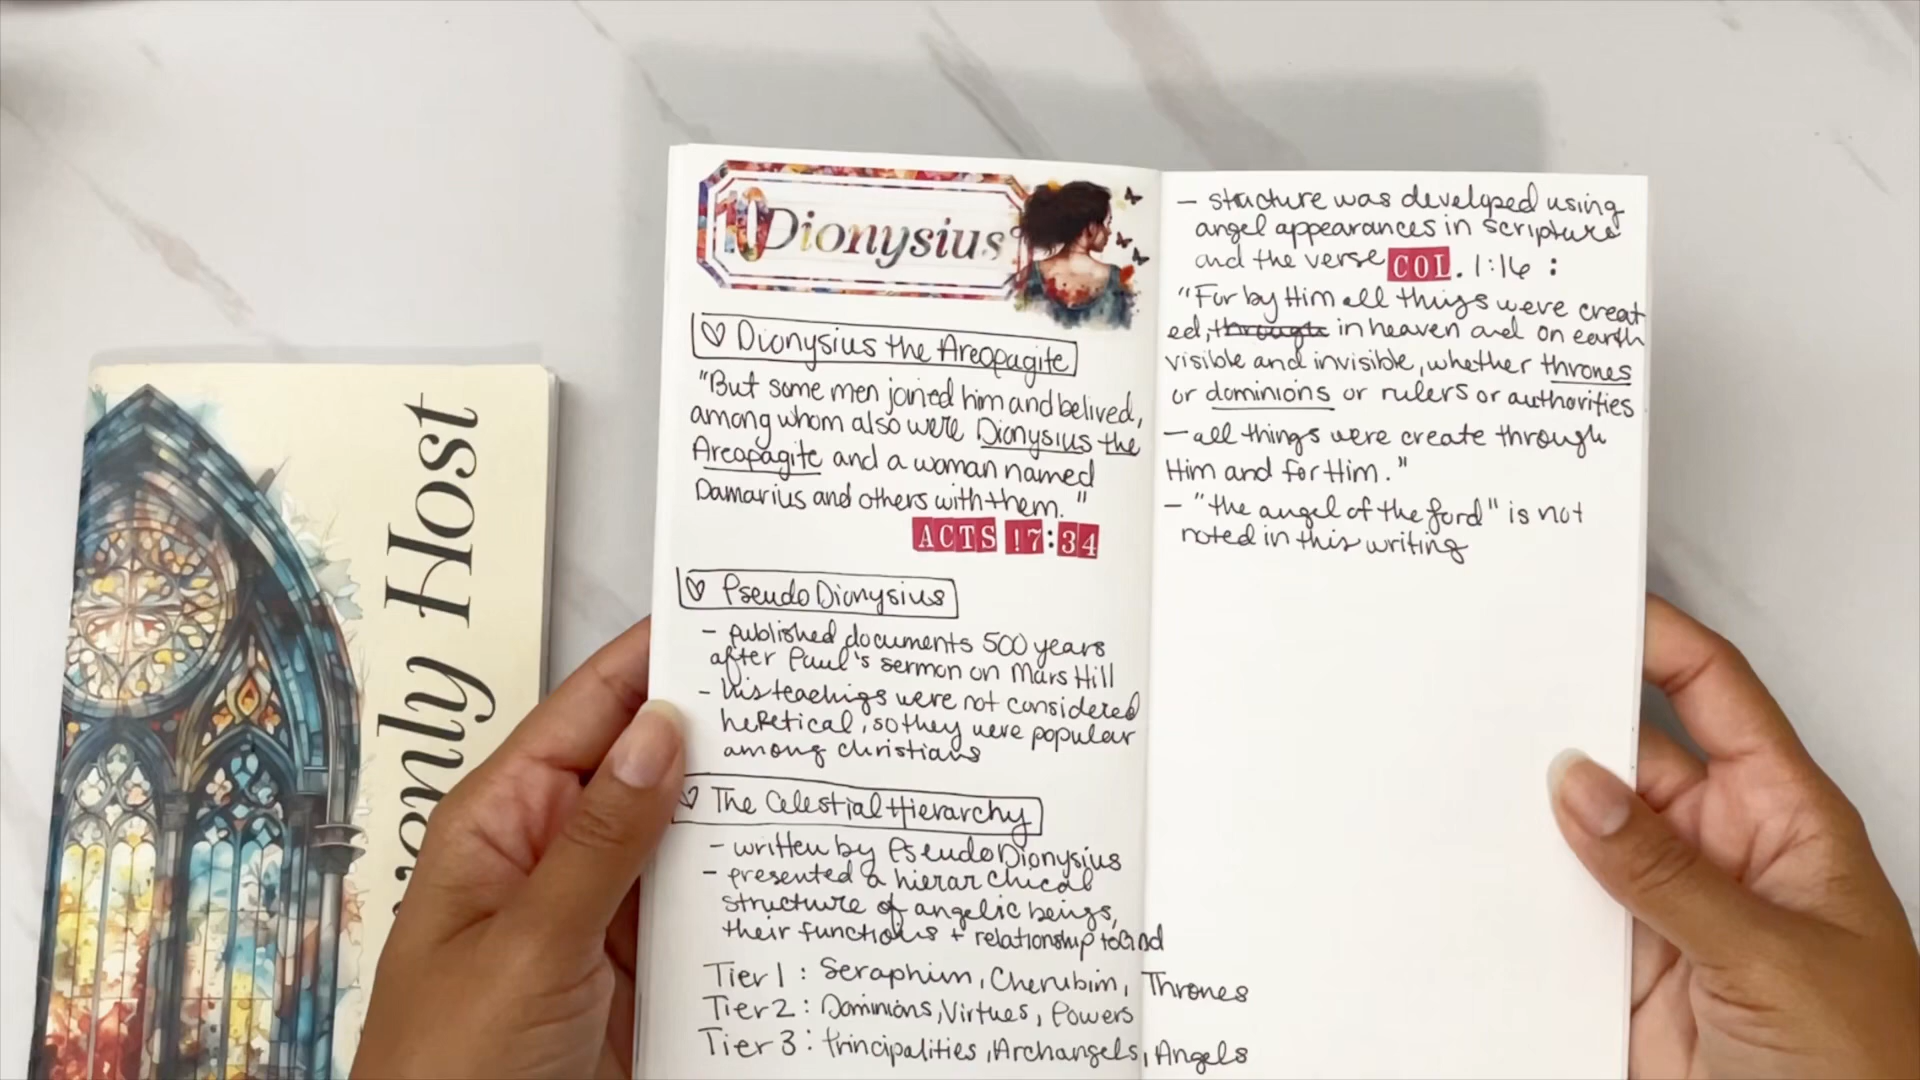 10
Dionysius
♡ Dionysius the Areopagite
"But some men joined him and belived,
among whom also were Dionysius the
Areopagite and a woman named
Damarius and others with them."
ACTS !7:34
♡ Pseudo Dionysius
- published documents 500 years
after Paul's sermon on Mars Hill
- his teachings were not considered
heretical, so they were popular
among christians
♡ The Celestial Hierarchy
- written by Pseudo Dionysius
- presented a hierarchical
structure of angelic beings,
their functions + relationship to God
Tier 1: Seraphim, Cherubim, Thrones
Tier 2: Dominions, Virtues, Powers
Tier 3: Principalities, Archangels, Angels
- structure was developed using
angel appearances in scripture
and the verse COL. 1:16 :
"For by Him all things were creat
ed, through in heaven and on earth
visible and invisible, whether thrones
or dominions or rulers or authorities
- all things were create through
Him and for Him."
- "the angel of the ford" is not
noted in this writing
enly Host